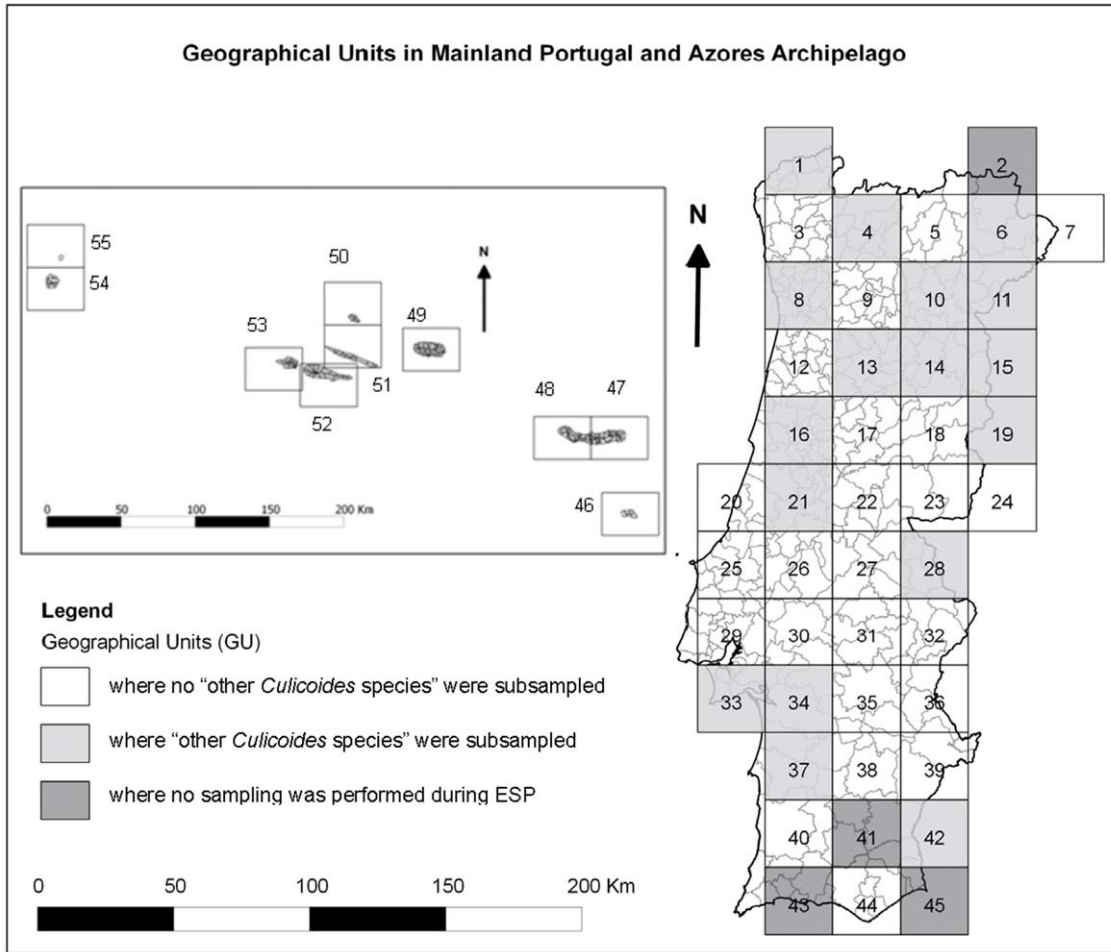 Geographical Units in Mainland Portugal and Azores Archipelago
55
54
53
50
49
51
52
48 47
46
N
0 50 100 150 200 Km
N
1 2
3 4 5 6 7
8 9 10 11
12 13 14 15
16 17 18 19
20 21 22 23 24
25 26 27 28
29 30 31 32
33 34 35 36
37 38 39
40 41 42
43 44 45
Legend
Geographical Units (GU)
where no “other Culicoides species” were subsampled
where “other Culicoides species” were subsampled
where no sampling was performed during ESP
0 50 100 200 Km